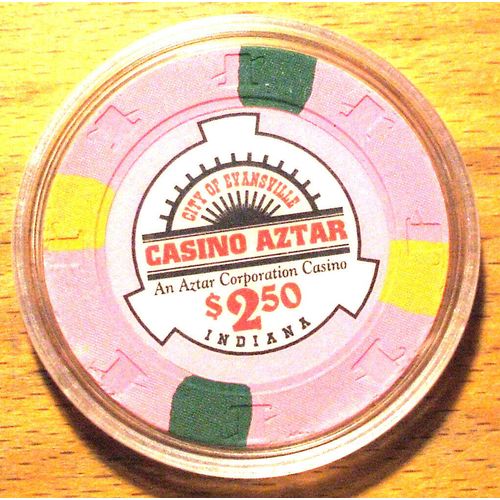 CITY OF EVANSVILLE
CASINO AZTAR
An Aztar Corporation Casino
$2.50
INDIANA